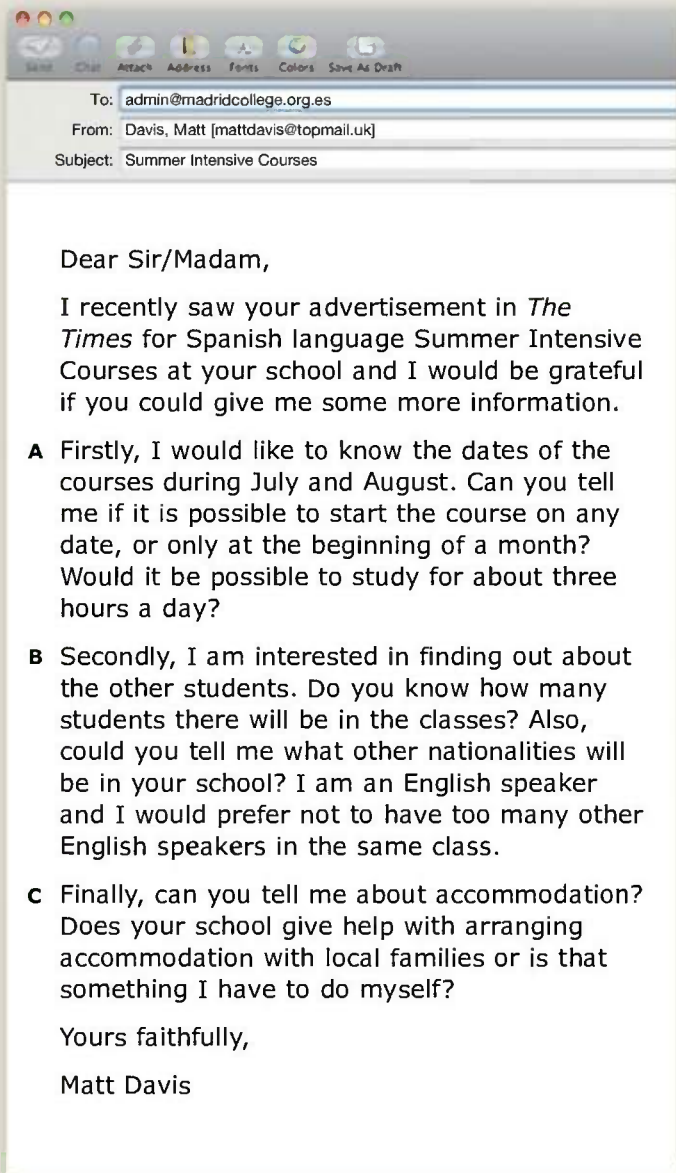 Send Chat Attach Address Fonts Colors Save As Draft
To: admin@madridcollege.org.es
From: Davis, Matt [mattdavis@topmail.uk]
Subject: Summer Intensive Courses
Dear Sir/Madam,
I recently saw your advertisement in The
Times for Spanish language Summer Intensive
Courses at your school and I would be grateful
if you could give me some more information.
A Firstly, I would like to know the dates of the
courses during July and August. Can you tell
me if it is possible to start the course on any
date, or only at the beginning of a month?
Would it be possible to study for about three
hours a day?
B Secondly, I am interested in finding out about
the other students. Do you know how many
students there will be in the classes? Also,
could you tell me what other nationalities will
be in your school? I am an English speaker
and I would prefer not to have too many other
English speakers in the same class.
C Finally, can you tell me about accommodation?
Does your school give help with arranging
accommodation with local families or is that
something I have to do myself?
Yours faithfully,
Matt Davis